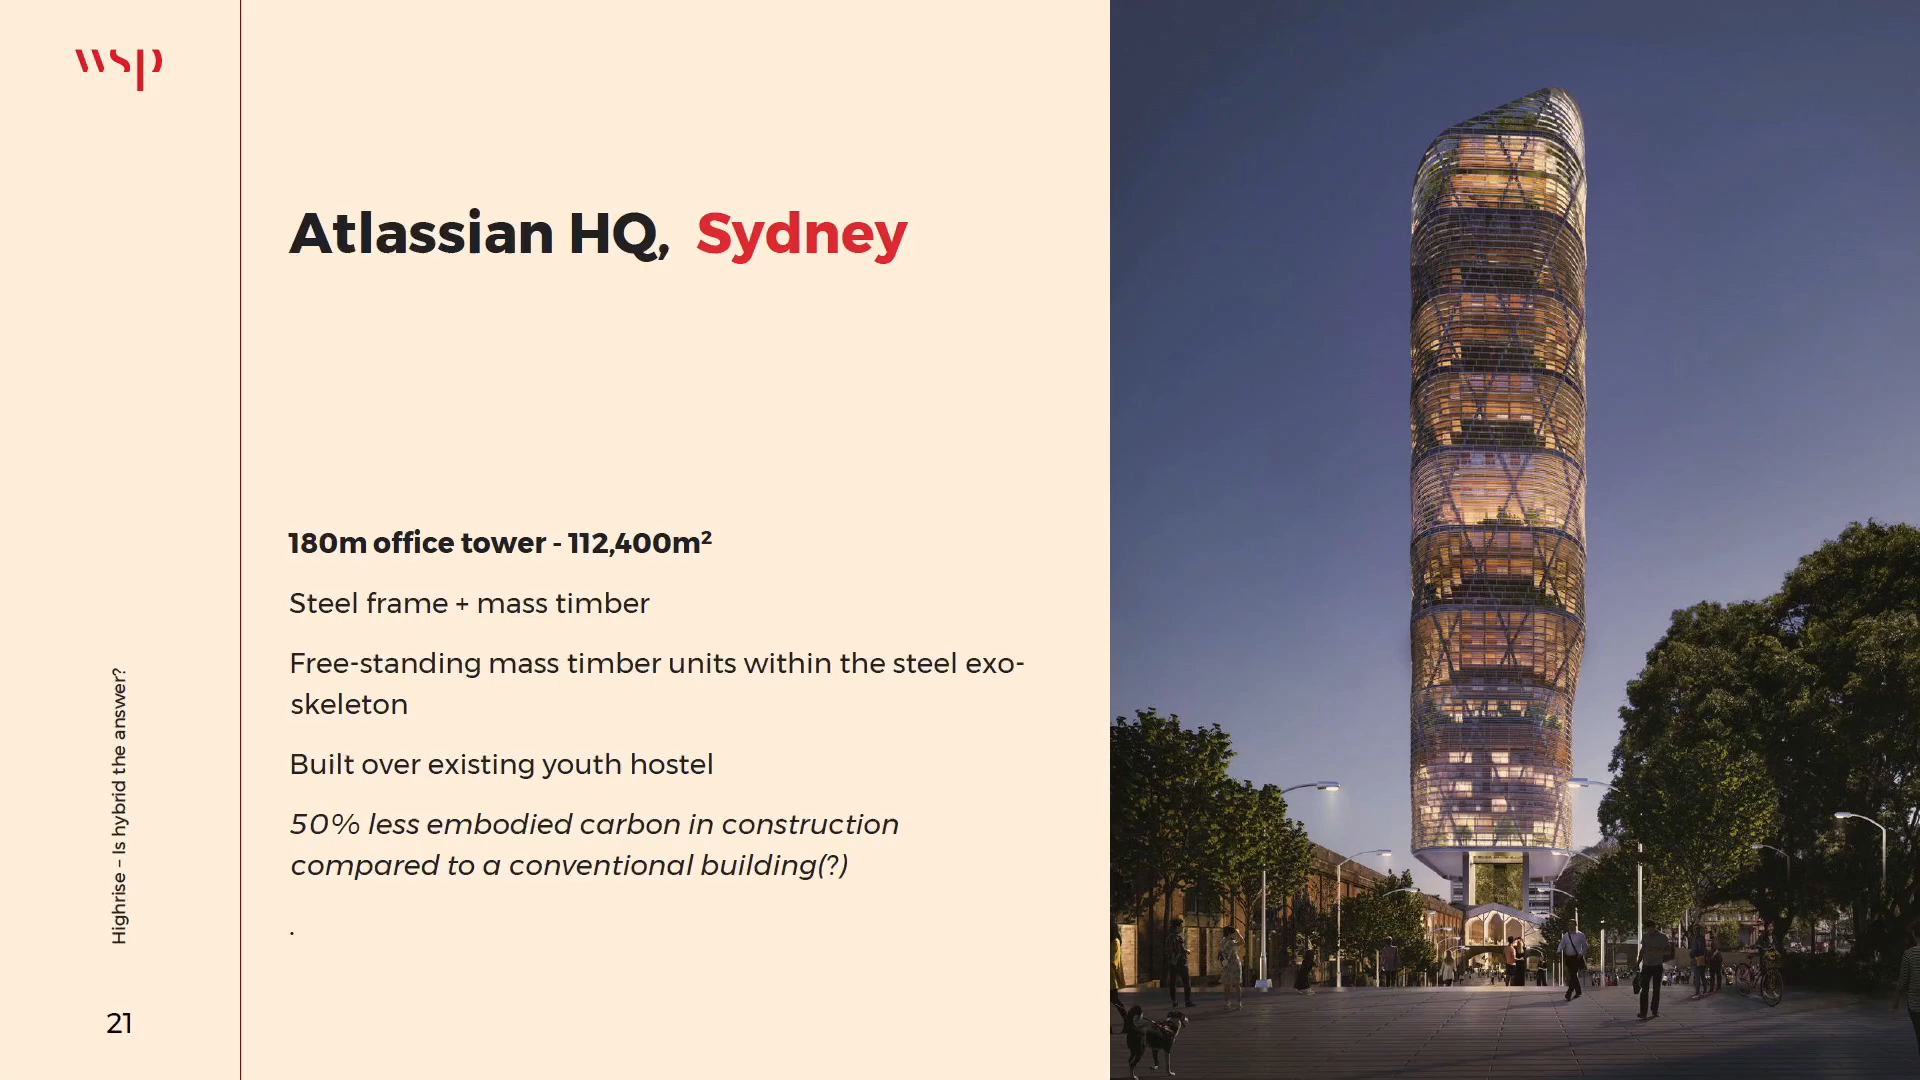 wsp
Atlassian HQ, Sydney
180m office tower - 112,400m²
Steel frame + mass timber
Free-standing mass timber units within the steel exo-
skeleton
Built over existing youth hostel
50% less embodied carbon in construction
compared to a conventional building(?)
.
Highrise – Is hybrid the answer?
21